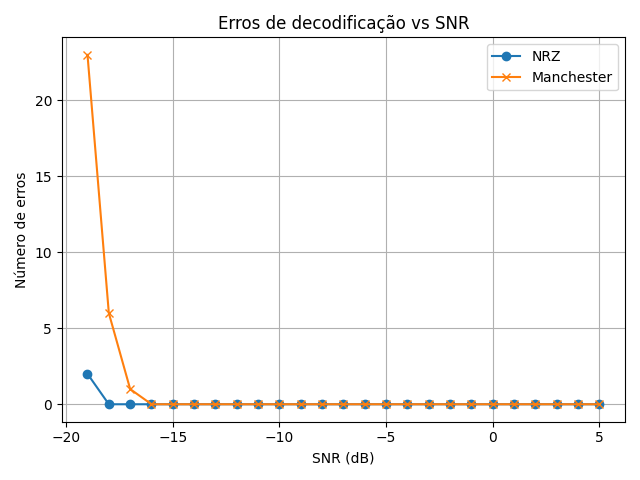 Erros de decodificação vs SNR
NRZ
Manchester
Número de erros
20
15
10
5
0
−20
−15
−10
−5
0
5
SNR (dB)